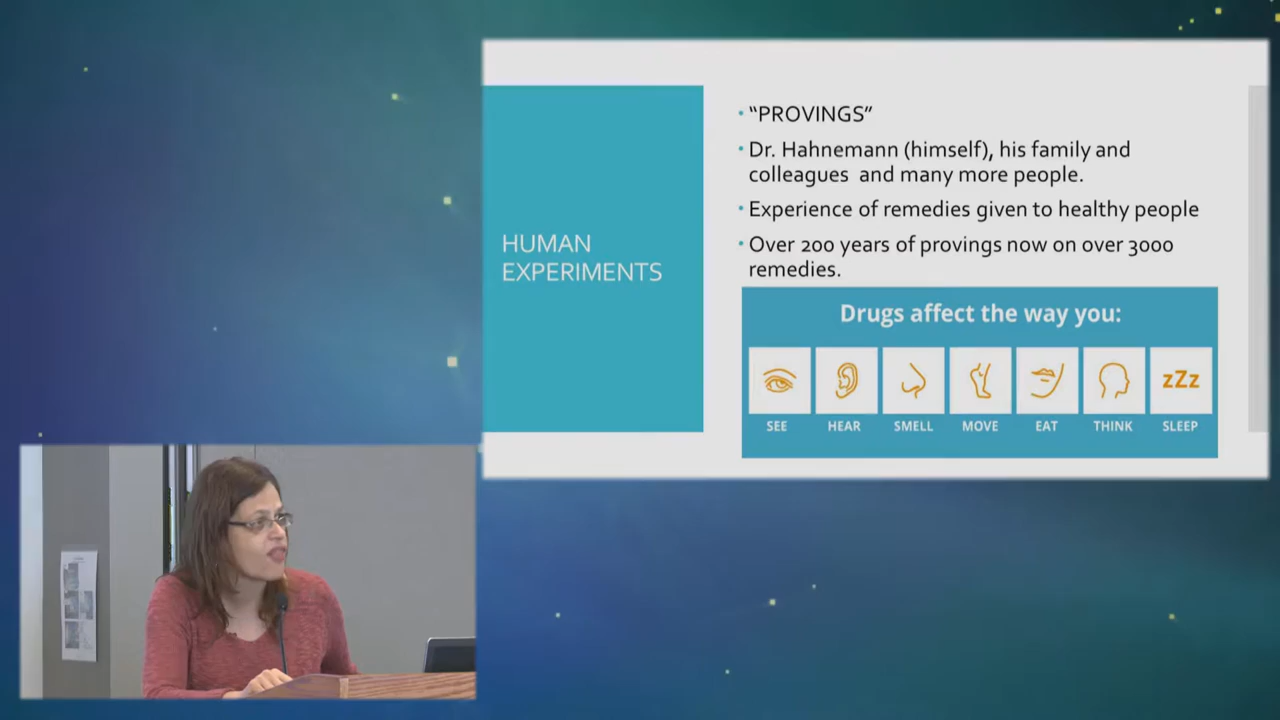 HUMAN
EXPERIMENTS
• “PROVINGS”
• Dr. Hahnemann (himself), his family and
colleagues and many more people.
• Experience of remedies given to healthy people
• Over 200 years of provings now on over 3000
remedies.
Drugs affect the way you:
zZz
SEE HEAR SMELL MOVE EAT THINK SLEEP